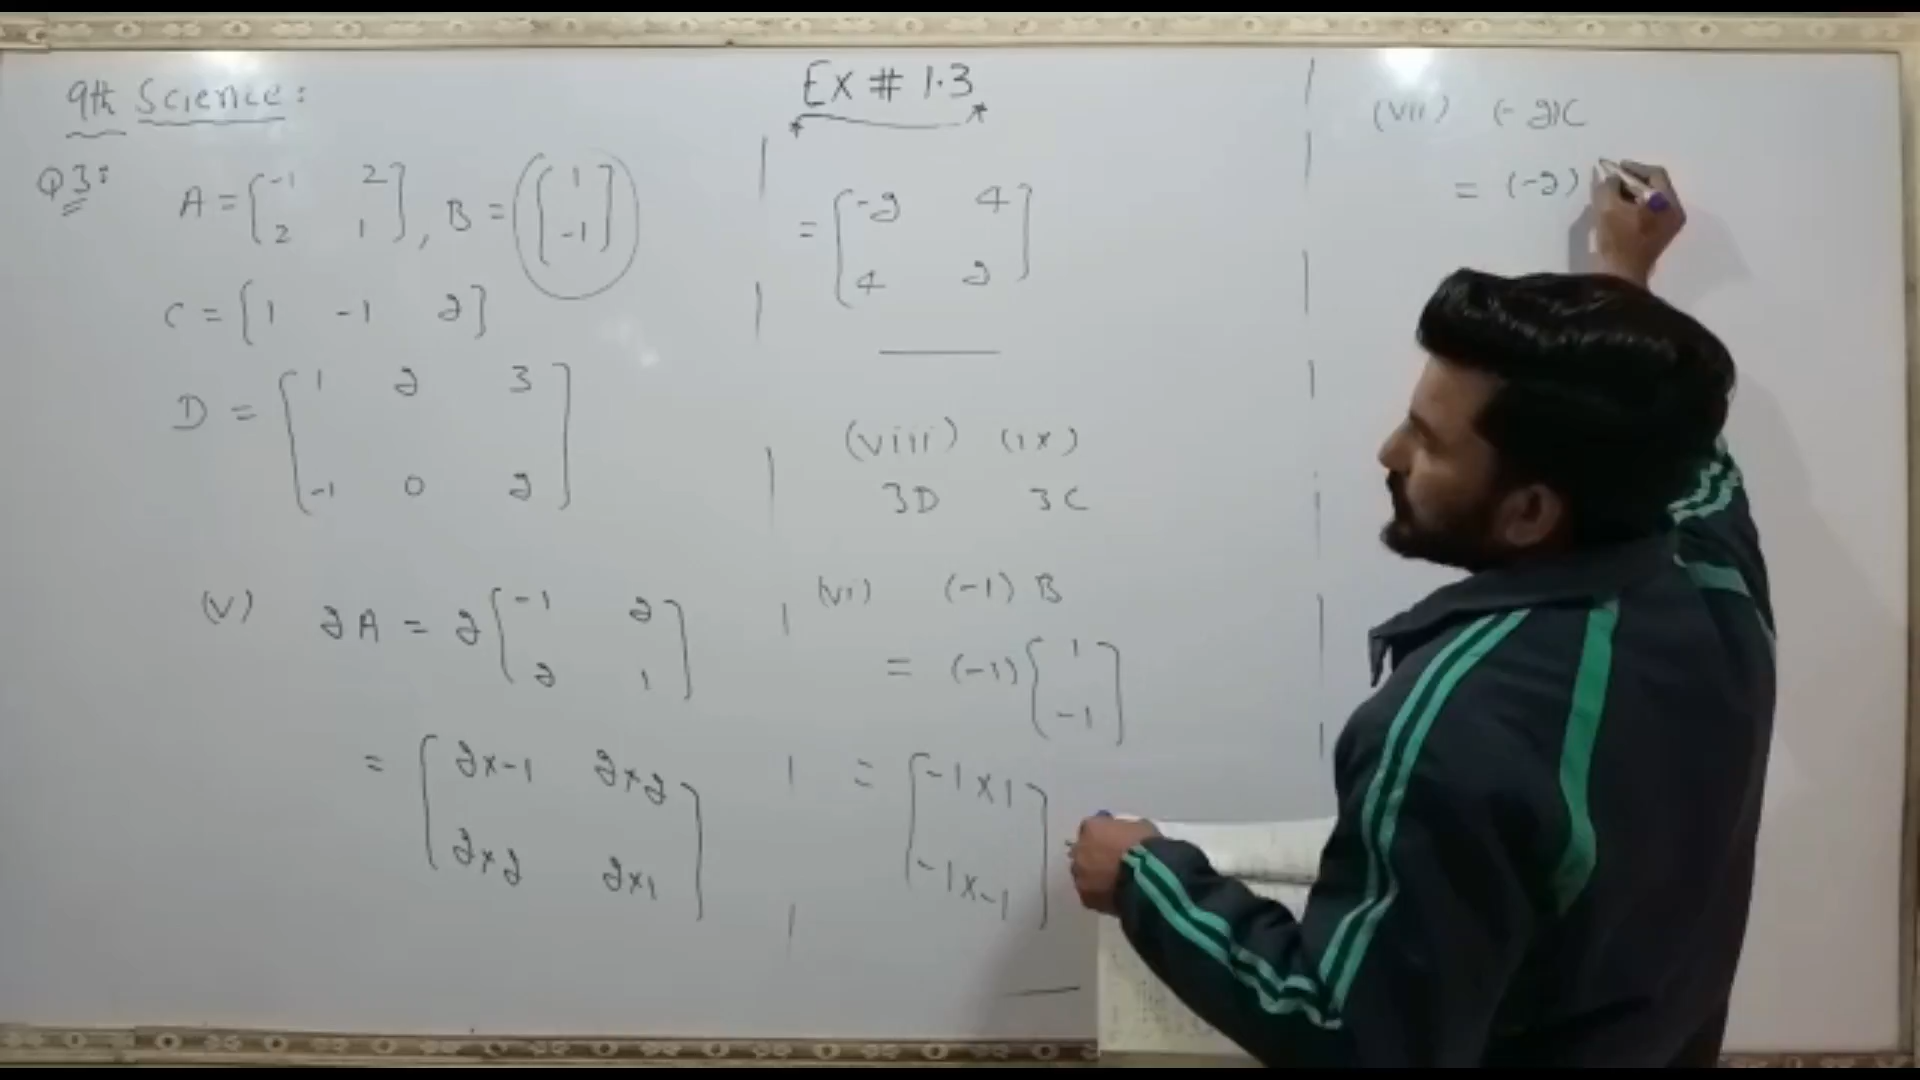 9th Science:
Ex # 1.3
Q3:
A = [-1 2
2 1], B = [1
-1]
C = [1 -1 2]
D = [1 2 3
-1 0 2]
(v) 2A = 2[-1 2
2 1]
= [2x-1 2x2
2x2 2x1]
= [-2 4
4 2]
(viii) (ix)
3D 3C
(vi) (-1) B
= (-1)[1
-1]
= [-1x1
-1x-1] =
(vii) (-2)C
= (-2)